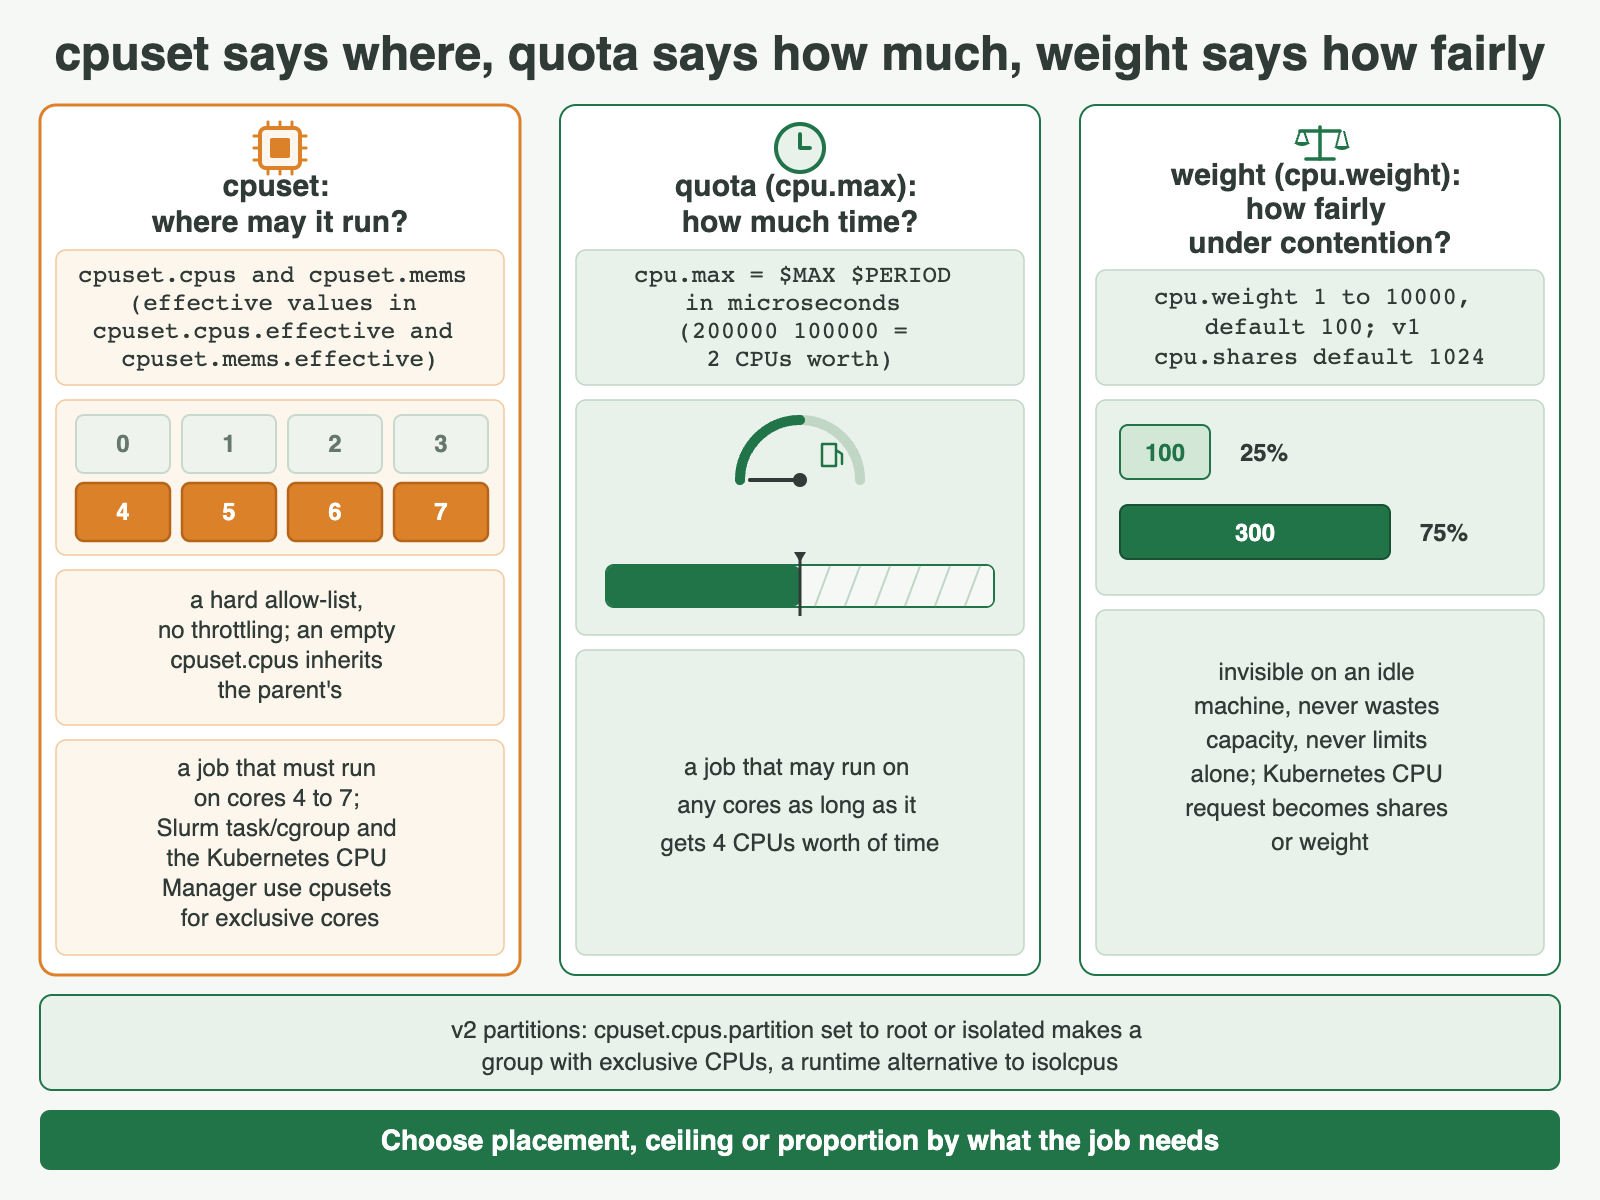 cpuset says where, quota says how much, weight says how fairly
cpuset:
where may it run?
cpuset.cpus and cpuset.mems
(effective values in
cpuset.cpus.effective and
cpuset.mems.effective)
0
1
2
3
4
5
6
7
a hard allow-list,
no throttling; an empty
cpuset.cpus inherits
the parent's
a job that must run
on cores 4 to 7;
Slurm task/cgroup and
the Kubernetes CPU
Manager use cpusets
for exclusive cores
quota (cpu.max):
how much time?
cpu.max = $MAX $PERIOD
in microseconds
(200000 100000 =
2 CPUs worth)
a job that may run on
any cores as long as it
gets 4 CPUs worth of time
weight (cpu.weight):
how fairly
under contention?
cpu.weight 1 to 10000,
default 100; v1
cpu.shares default 1024
100
25%
300
75%
invisible on an idle
machine, never wastes
capacity, never limits
alone; Kubernetes CPU
request becomes shares
or weight
v2 partitions: cpuset.cpus.partition set to root or isolated makes a
group with exclusive CPUs, a runtime alternative to isolcpus
Choose placement, ceiling or proportion by what the job needs